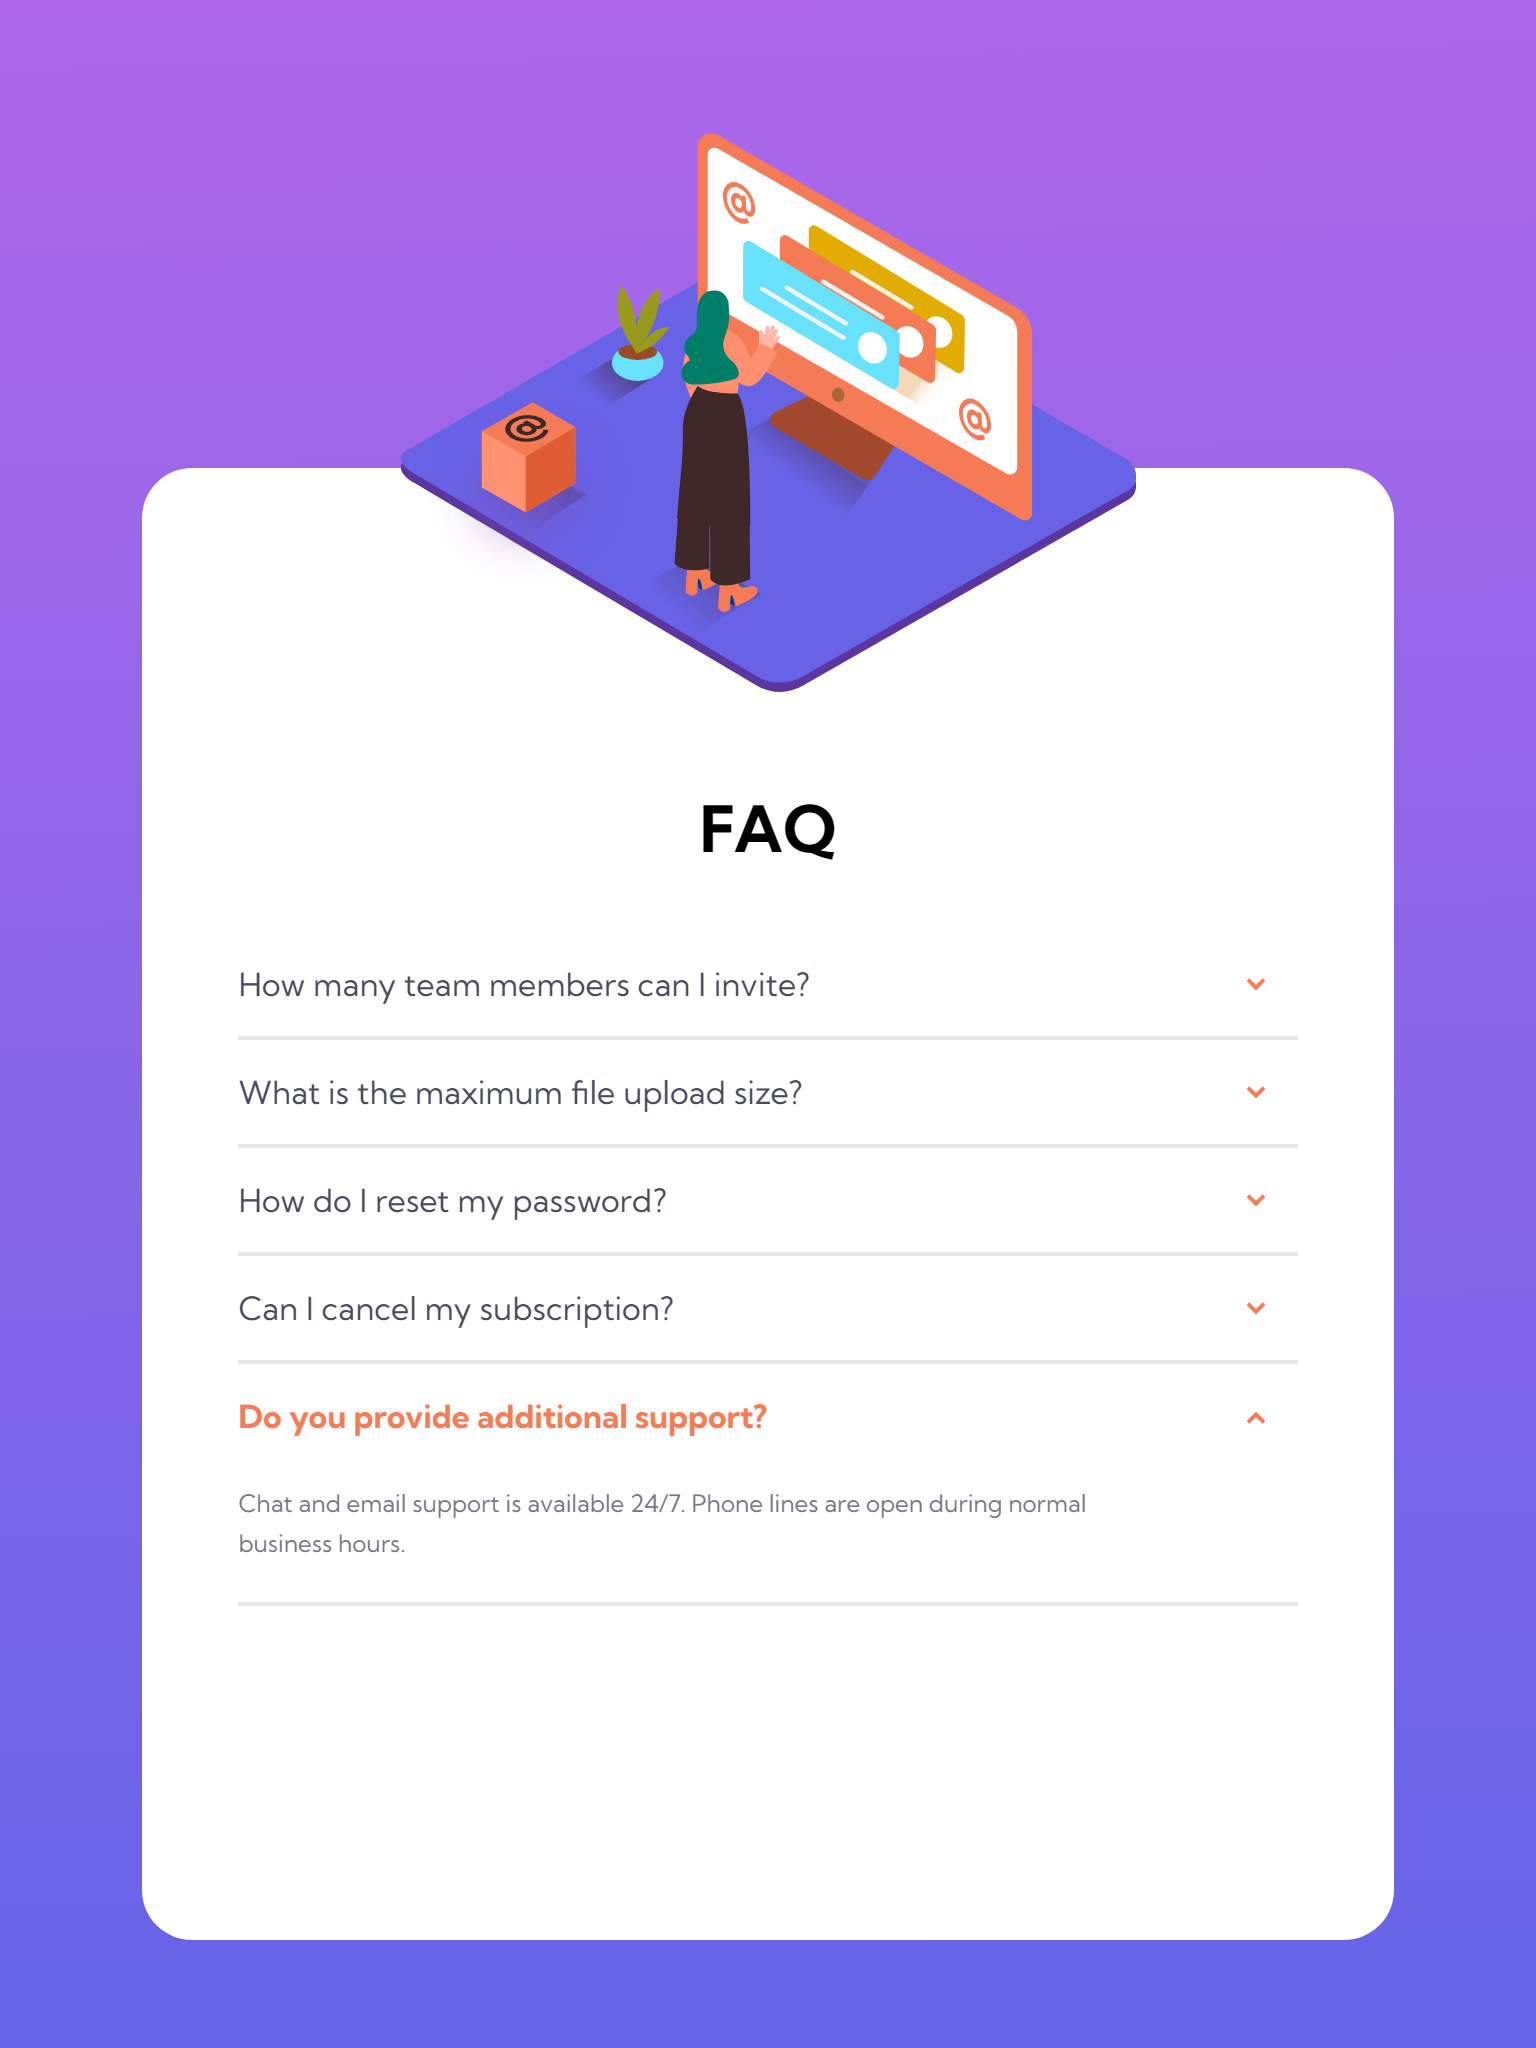 @
@
@
FAQ
How many team members can I invite?
What is the maximum file upload size?
How do I reset my password?
Can I cancel my subscription?
Do you provide additional support?
Chat and email support is available 24/7. Phone lines are open during normal
business hours.